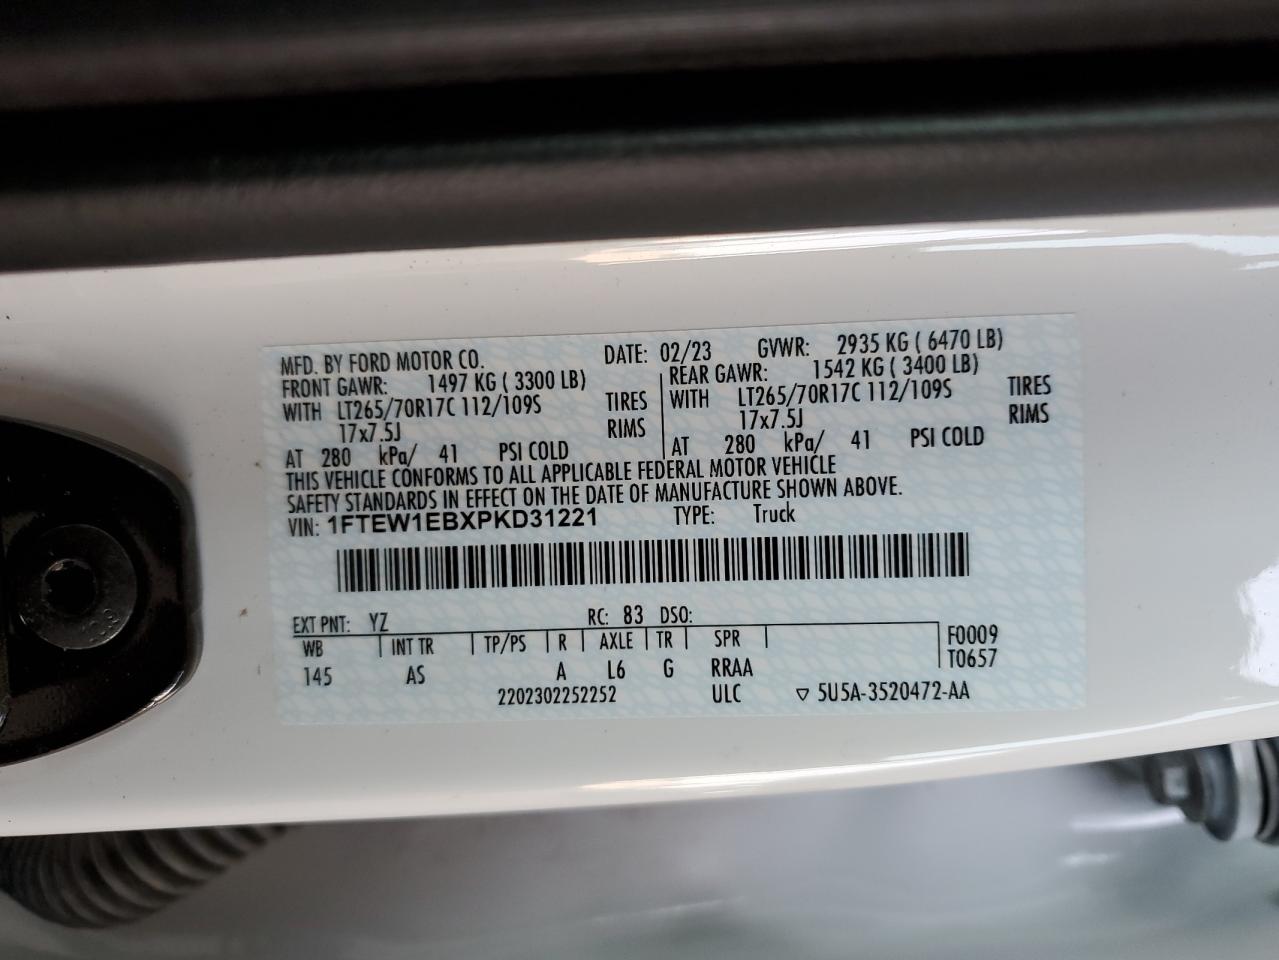 MFD. BY FORD MOTOR CO. DATE: 02/23 GVWR: 2935 KG ( 6470 LB)
FRONT GAWR: 1497 KG ( 3300 LB) REAR GAWR: 1542 KG ( 3400 LB)
WITH LT265/70R17C 112/109S TIRES WITH LT265/70R17C 112/109S TIRES
17x7.5J RIMS 17x7.5J RIMS
AT 280 kPa/ 41 PSI COLD AT 280 kPa/ 41 PSI COLD
THIS VEHICLE CONFORMS TO ALL APPLICABLE FEDERAL MOTOR VEHICLE
SAFETY STANDARDS IN EFFECT ON THE DATE OF MANUFACTURE SHOWN ABOVE.
VIN: 1FTEW1EBXPKD31221 TYPE: Truck
EXT PNT: YZ RC: 83 DSO:
WB INT TR TP/PS R AXLE TR SPR F0009
145 AS A L6 G RRAA T0657
2202302252252 ULC ▽ 5U5A-3520472-AA